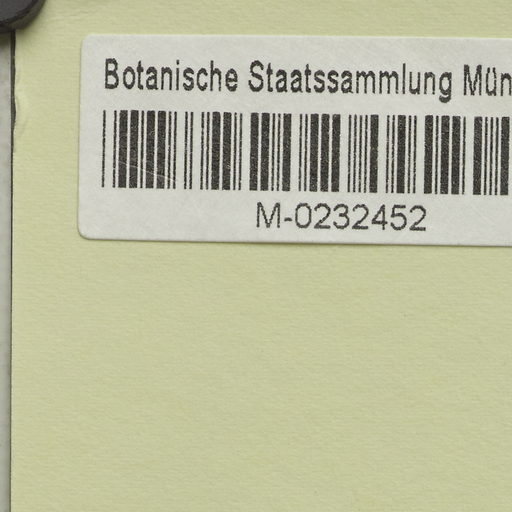 Botanische Staatssammlung Mün
M-0232452